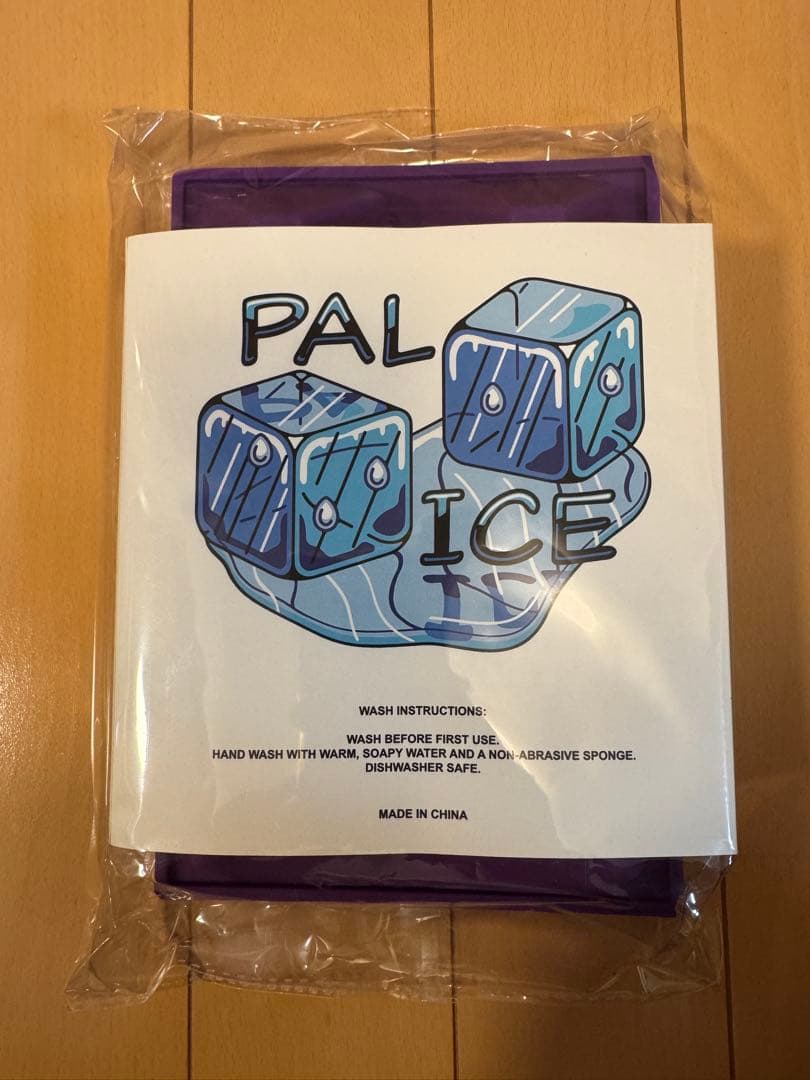 PAL
ICE
WASH INSTRUCTIONS:
WASH BEFORE FIRST USE.
HAND WASH WITH WARM, SOAPY WATER AND A NON-ABRASIVE SPONGE.
DISHWASHER SAFE.
MADE IN CHINA